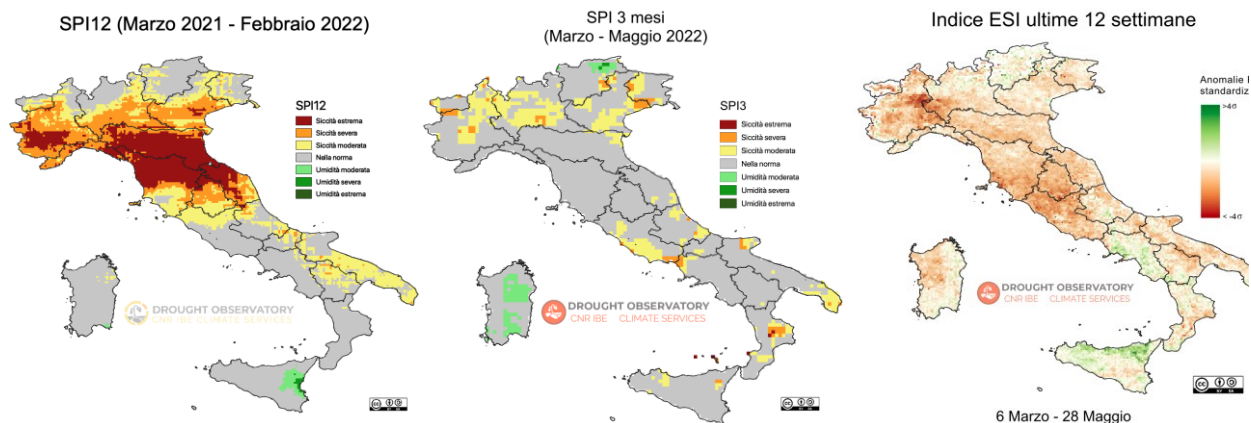 SPI12 (Marzo 2021 - Febbraio 2022)
SPI12
Siccità estrema
Siccità severa
Siccità moderata
Nella norma
Umidità moderata
Umidità severa
Umidità estrema
DROUGHT OBSERVATORY
CNR IBE CLIMATE SERVICES
SPI 3 mesi
(Marzo - Maggio 2022)
SPI3
Siccità estrema
Siccità severa
Siccità moderata
Nella norma
Umidità moderata
Umidità severa
Umidità estrema
DROUGHT OBSERVATORY
CNR IBE CLIMATE SERVICES
Indice ESI ultime 12 settimane
Anomalie
standardiz
>4σ
< -4σ
DROUGHT OBSERVATORY
CNR IBE CLIMATE SERVICES
6 Marzo - 28 Maggio